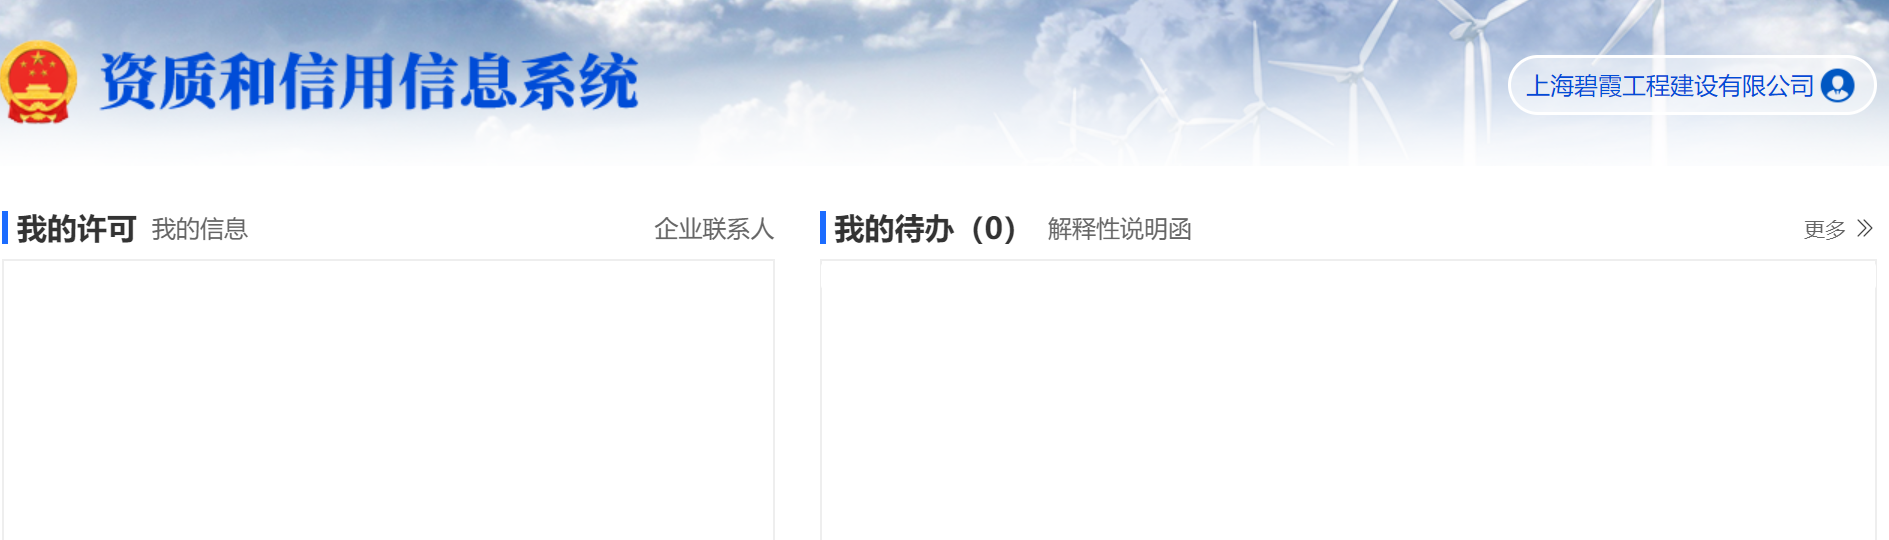 资质和信用信息系统
上海碧霞工程建设有限公司
我的许可 我的信息 企业联系人
我的待办（0） 解释性说明函 更多